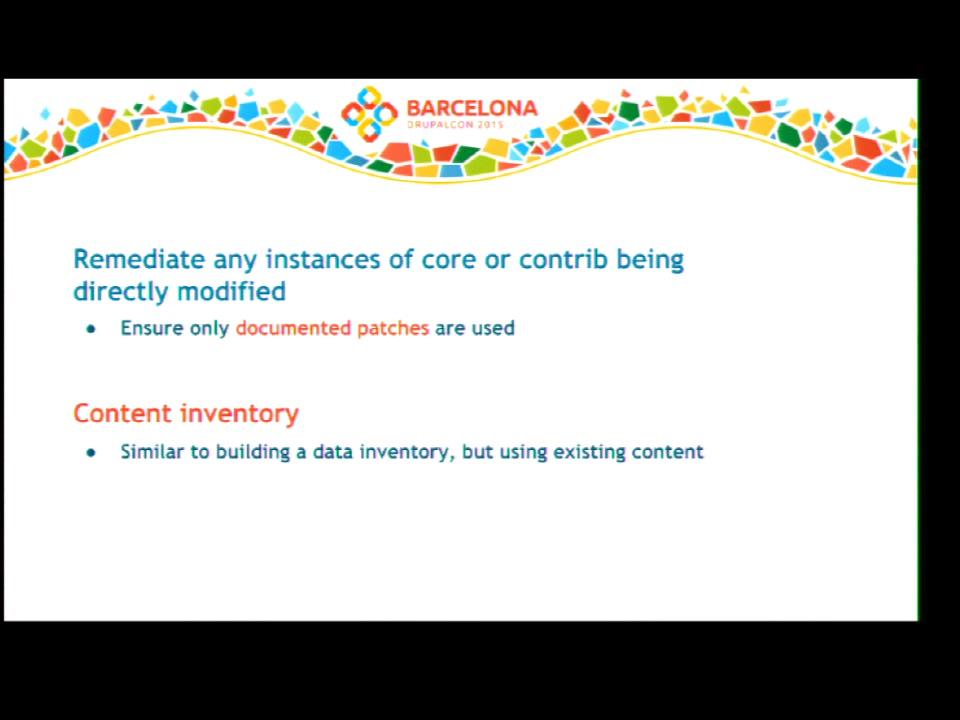 BARCELONA
DRUPALCON 2015
Remediate any instances of core or contrib being
directly modified
● Ensure only documented patches are used
Content inventory
● Similar to building a data inventory, but using existing content